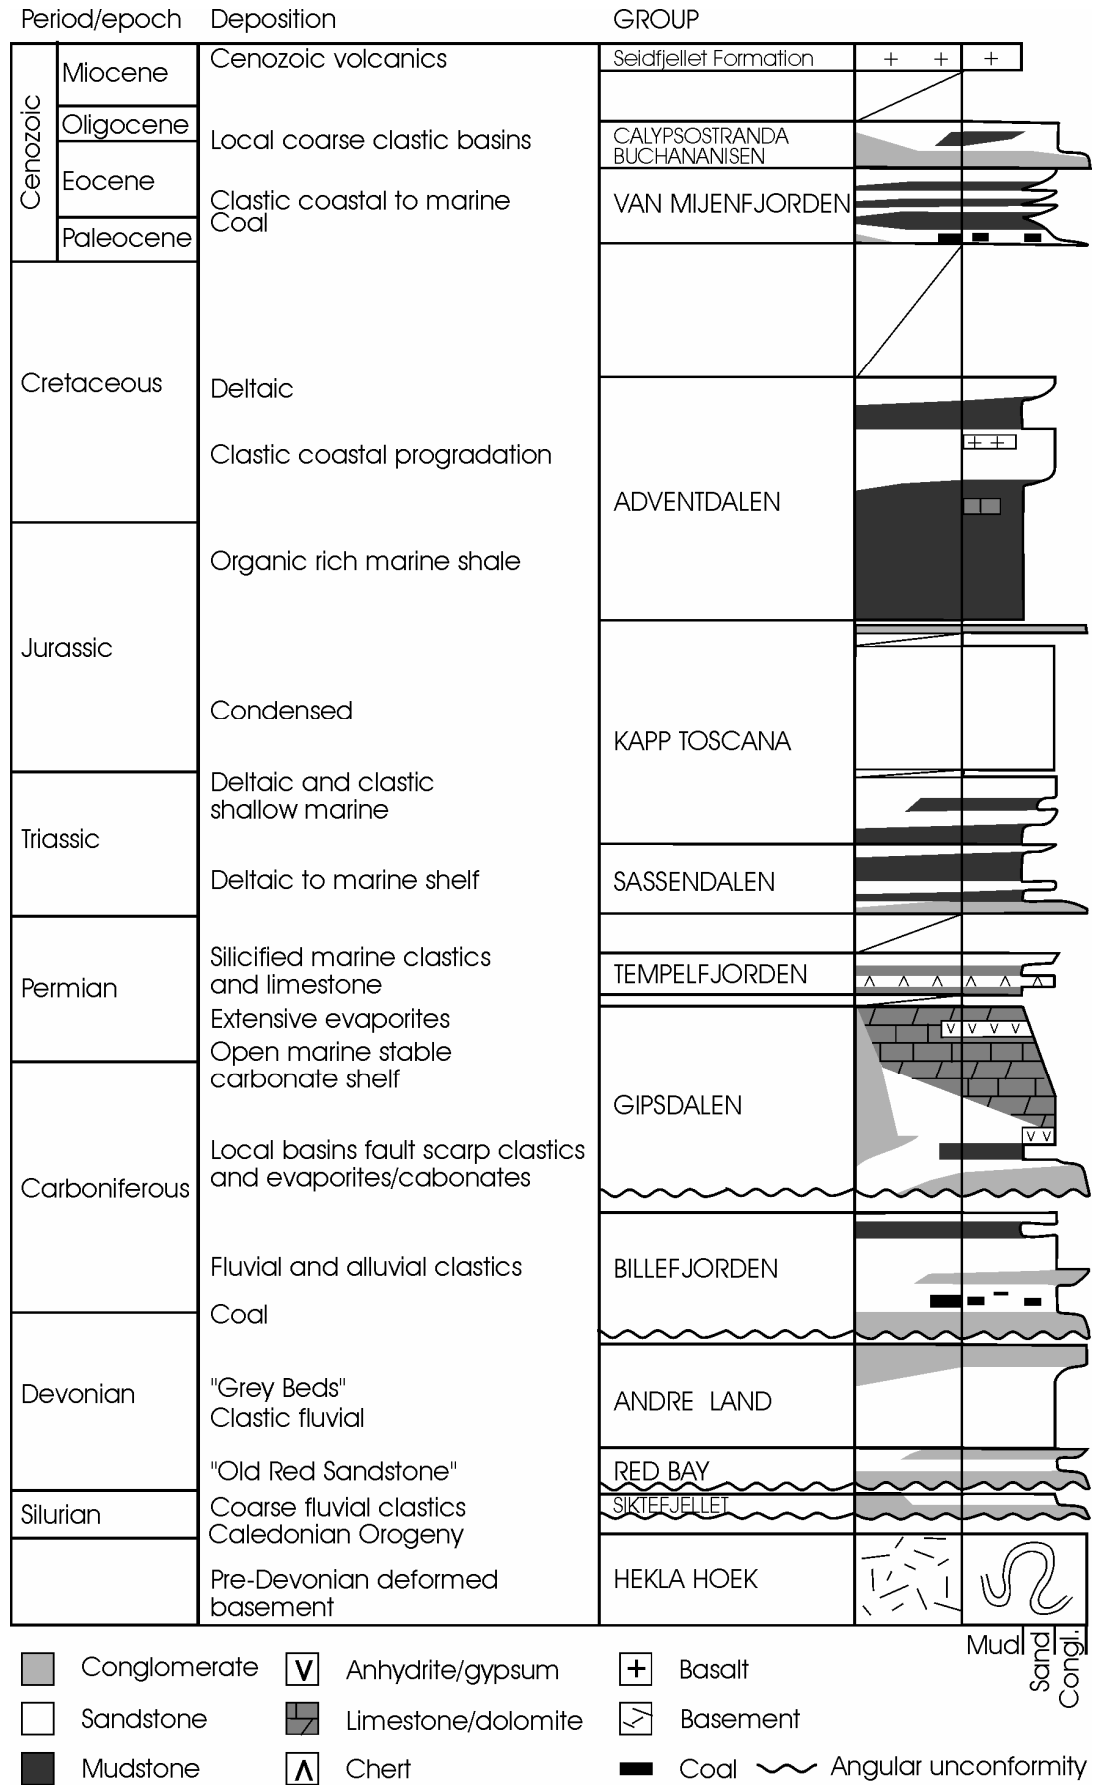 Period/epoch Deposition GROUP
Cenozoic
Miocene
Oligocene
Eocene
Paleocene
Cretaceous
Jurassic
Triassic
Permian
Carboniferous
Devonian
Silurian
Cenozoic volcanics
Local coarse clastic basins
Clastic coastal to marine
Coal
Deltaic
Clastic coastal progradation
Organic rich marine shale
Condensed
Deltaic and clastic
shallow marine
Deltaic to marine shelf
Silicified marine clastics
and limestone
Extensive evaporites
Open marine stable
carbonate shelf
Local basins fault scarp clastics
and evaporites/cabonates
Fluvial and alluvial clastics
Coal
"Grey Beds"
Clastic fluvial
"Old Red Sandstone"
Coarse fluvial clastics
Caledonian Orogeny
Pre-Devonian deformed
basement
Seidfjellet Formation
CALYPSOSTRANDA
BUCHANANISEN
VAN MIJENFJORDEN
ADVENTDALEN
KAPP TOSCANA
SASSENDALEN
TEMPELFJORDEN
GIPSDALEN
BILLEFJORDEN
ANDRE LAND
RED BAY
SIKTEFJELLET
HEKLA HOEK
Mud
Sand
Congl.
Conglomerate
Anhydrite/gypsum
Basalt
Sandstone
Limestone/dolomite
Basement
Mudstone
Chert
Coal
Angular unconformity